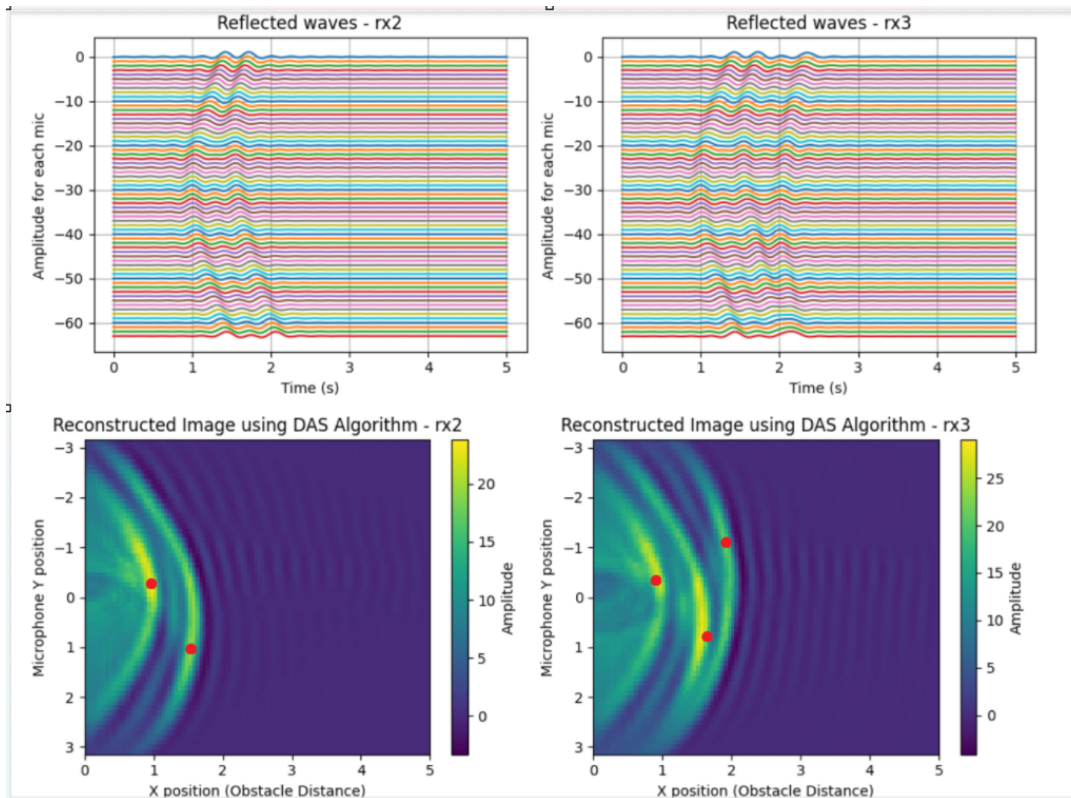 Reflected waves - rx2
Amplitude for each mic
0
−10
−20
−30
−40
−50
−60
0 1 2 3 4 5
Time (s)
Reflected waves - rx3
Amplitude for each mic
0
−10
−20
−30
−40
−50
−60
0 1 2 3 4 5
Time (s)
Reconstructed Image using DAS Algorithm - rx2
Microphone Y position
-3
−2
−1
0
1
2
3
0 1 2 3 4 5
X position (Obstacle Distance)
20
15
10
5
0
Amplitude
Reconstructed Image using DAS Algorithm - rx3
Microphone Y position
-3
−2
−1
0
1
2
3
0 1 2 3 4 5
X position (Obstacle Distance)
25
20
15
10
5
0
Amplitude